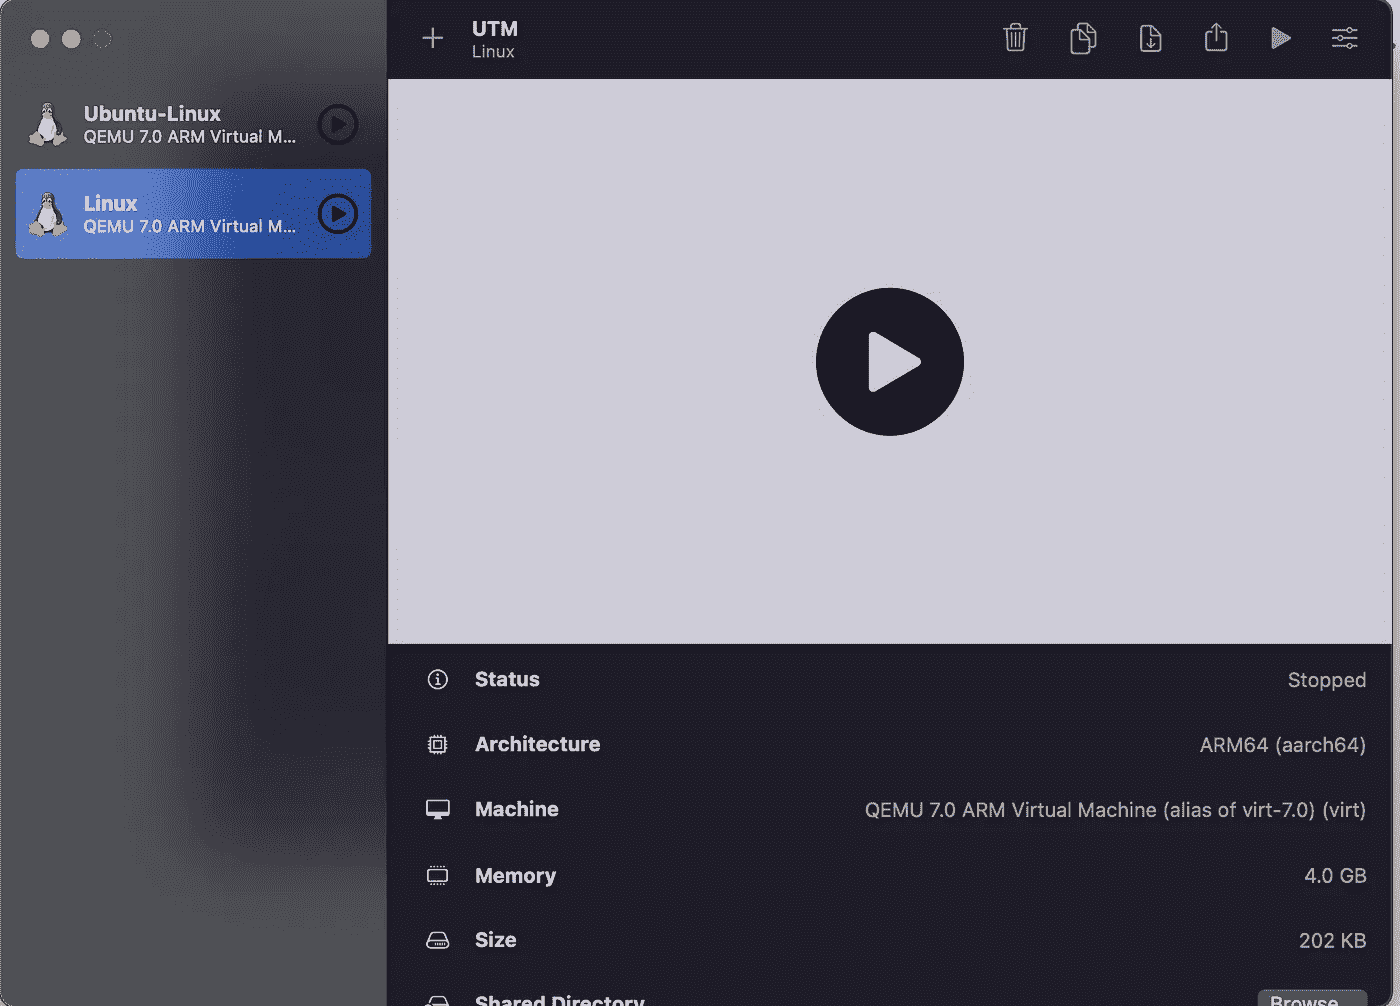 UTM
Linux
Ubuntu-Linux
QEMU 7.0 ARM Virtual M...
Linux
QEMU 7.0 ARM Virtual M...
Status
Stopped
Architecture
ARM64 (aarch64)
Machine
QEMU 7.0 ARM Virtual Machine (alias of virt-7.0) (virt)
Memory
4.0 GB
Size
202 KB
Shared Directory
Browse...